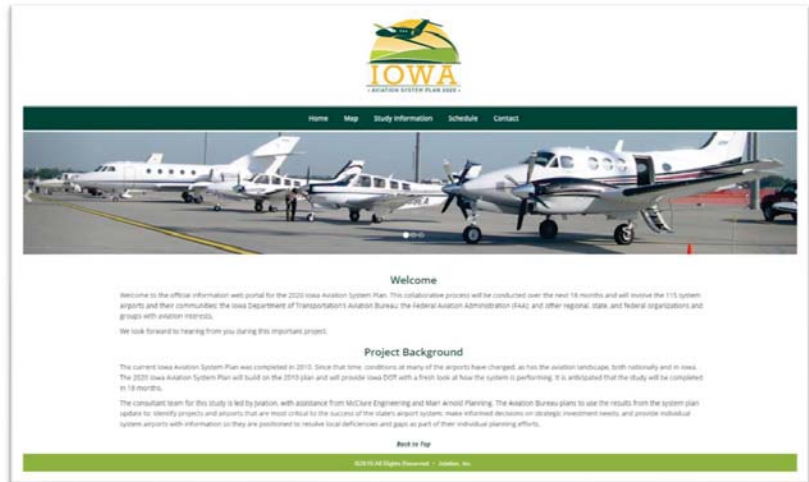 IOWA
• AVIATION SYSTEM PLAN 2020 •
Home Map Study Information Schedule Contact
Welcome
Welcome to the official information web portal for the 2020 Iowa Aviation System Plan. This collaborative process will be conducted over the next 18 months and will involve the 115 system
airports and their communities; the Iowa Department of Transportation's Aviation Bureau; the Federal Aviation Administration (FAA); and other regional, state, and federal organizations and
groups with aviation interests.
We look forward to hearing from you during this important project.
Project Background
The current Iowa Aviation System Plan was completed in 2010. Since that time, conditions at many of the airports have changed, as has the aviation landscape, both nationally and in Iowa.
The 2020 Iowa Aviation System Plan will build on the 2010 plan and will provide Iowa DOT with a fresh look at how the system is performing. It is anticipated that the study will be completed
in 18 months.
The consultant team for this study is led by Jviation, with assistance from McClure Engineering and Marr Arnold Planning. The Aviation Bureau plans to use the results from the system plan
update to: identify projects and airports that are most critical to the success of the state's airport system; make informed decisions on strategic investment needs; and provide individual
system airports with information so they are positioned to resolve local deficiencies and gaps as part of their individual planning efforts.
Back to Top
All Rights Reserved • Jviation, Inc.